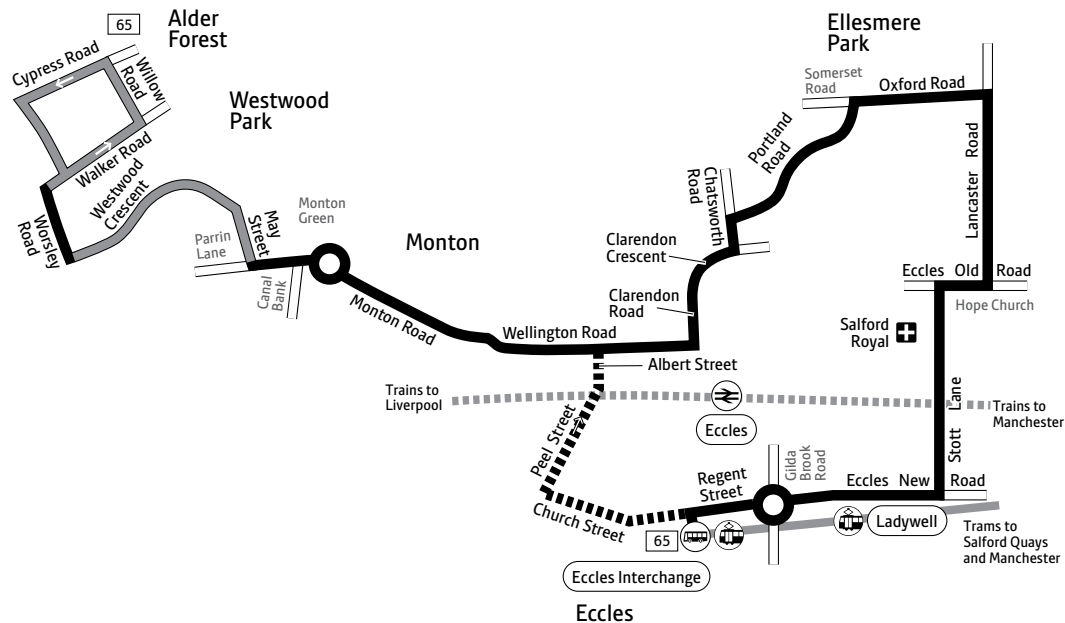 65
Alder
Forest
Ellesmere
Park
Cypress Road
Willow
Road
Somerset
Road
Oxford Road
Westwood
Park
Walker Road
Westwood
Crescent
Portland
Road
Lancaster Road
Chatsworth
Road
Worsley
Road
May
Street
Monton
Green
Parrin
Lane
Canal
Bank
Monton
Clarendon
Crescent
Clarendon
Road
Eccles Old Road
Hope Church
Monton Road
Wellington Road
Salford
Royal
Albert Street
Trains to
Liverpool
Eccles
Trains to
Manchester
Stott Lane
Peel Street
Church Street
Regent
Street
Gilda
Brook
Road
Eccles New Road
65
Ladywell
Trams to
Salford Quays
and Manchester
Eccles Interchange
Eccles